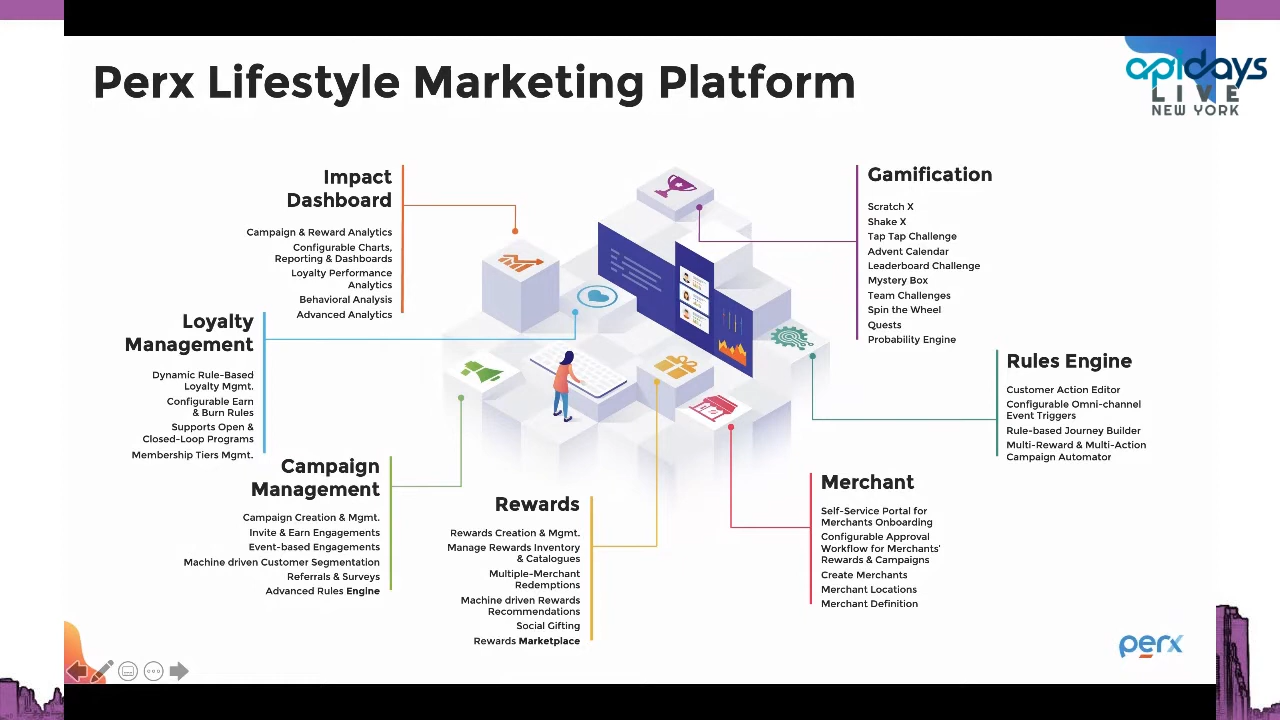 Perx Lifestyle Marketing Platform
apidays
LIVE
NEW YORK
Impact
Dashboard
Campaign & Reward Analytics
Configurable Charts,
Reporting & Dashboards
Loyalty Performance
Analytics
Behavioral Analysis
Advanced Analytics
Loyalty
Management
Dynamic Rule-Based
Loyalty Mgmt.
Configurable Earn
& Burn Rules
Supports Open &
Closed-Loop Programs
Membership Tiers Mgmt.
Campaign
Management
Campaign Creation & Mgmt.
Invite & Earn Engagements
Event-based Engagements
Machine driven Customer Segmentation
Referrals & Surveys
Advanced Rules Engine
Rewards
Rewards Creation & Mgmt.
Manage Rewards Inventory
& Catalogues
Multiple-Merchant
Redemptions
Machine driven Rewards
Recommendations
Social Gifting
Rewards Marketplace
Gamification
Scratch X
Shake X
Tap Tap Challenge
Advent Calendar
Leaderboard Challenge
Mystery Box
Team Challenges
Spin the Wheel
Quests
Probability Engine
Rules Engine
Customer Action Editor
Configurable Omni-channel
Event Triggers
Rule-based Journey Builder
Multi-Reward & Multi-Action
Campaign Automator
Merchant
Self-Service Portal for
Merchants Onboarding
Configurable Approval
Workflow for Merchants'
Rewards & Campaigns
Create Merchants
Merchant Locations
Merchant Definition
perx